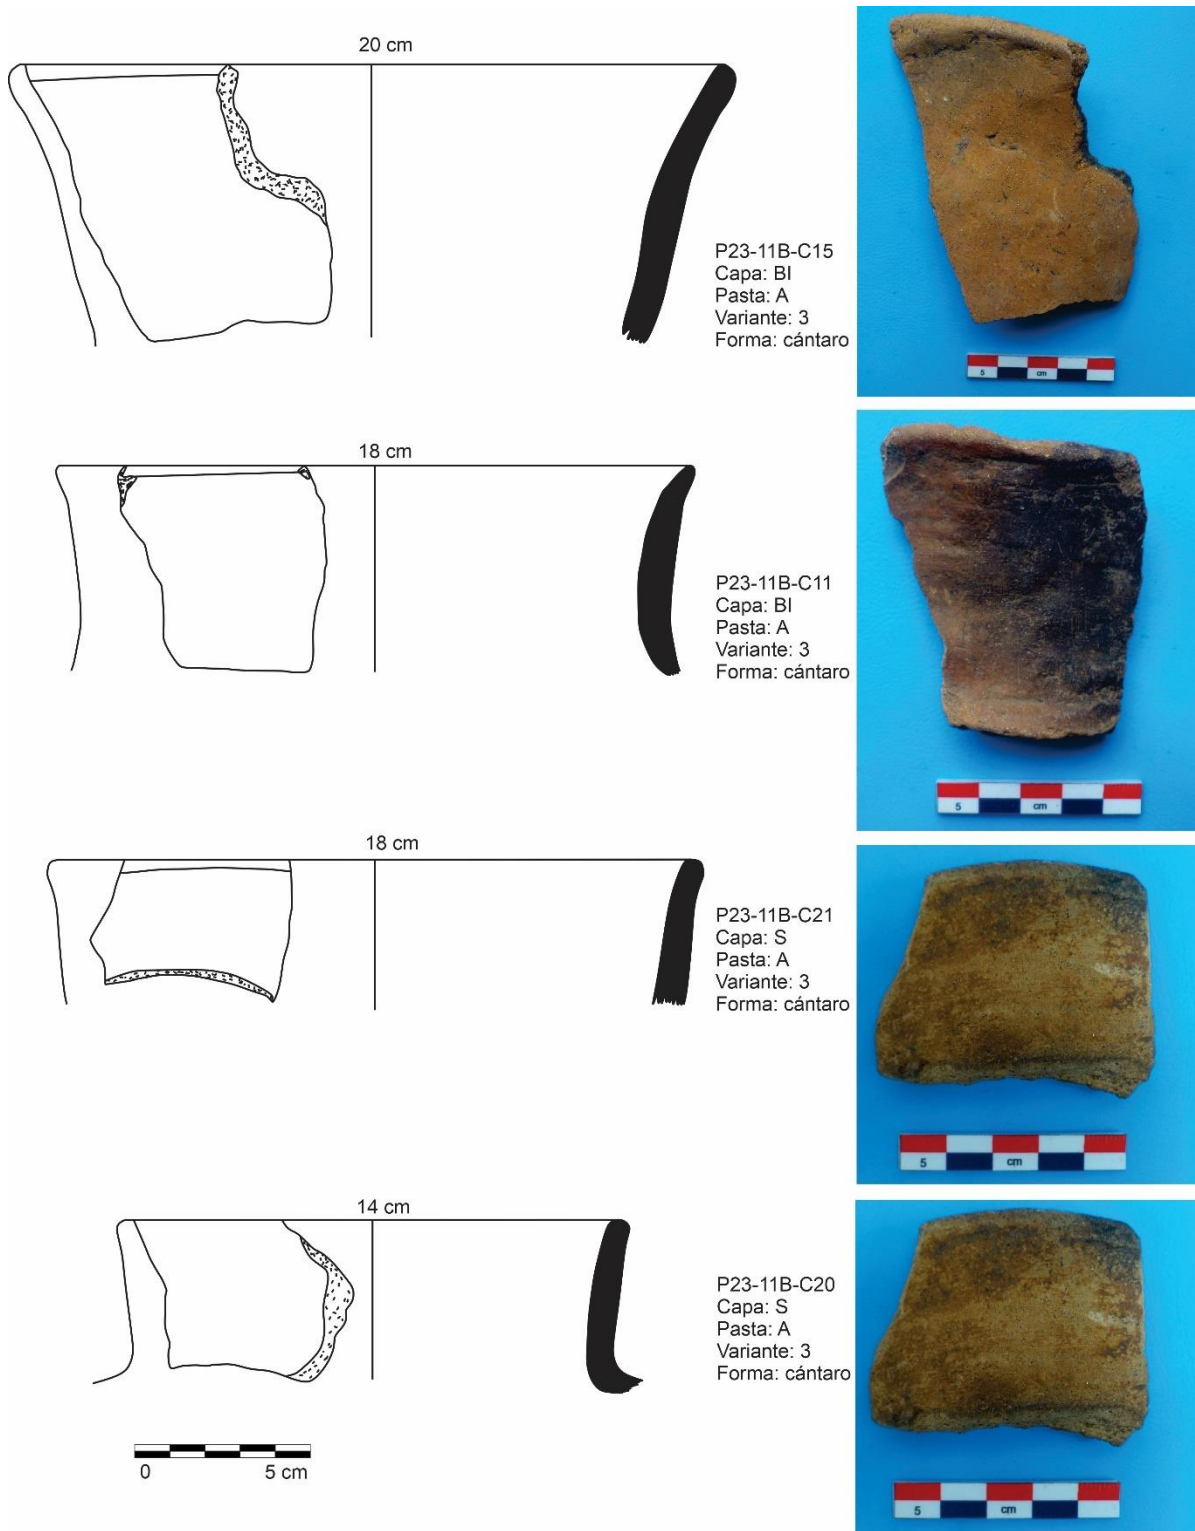 20 cm
P23-11B-C15
Capa: BI
Pasta: A
Variante: 3
Forma: cántaro
5 cm
18 cm
P23-11B-C11
Capa: BI
Pasta: A
Variante: 3
Forma: cántaro
5 cm
18 cm
P23-11B-C21
Capa: S
Pasta: A
Variante: 3
Forma: cántaro
5 cm
14 cm
P23-11B-C20
Capa: S
Pasta: A
Variante: 3
Forma: cántaro
5 cm
0 5 cm